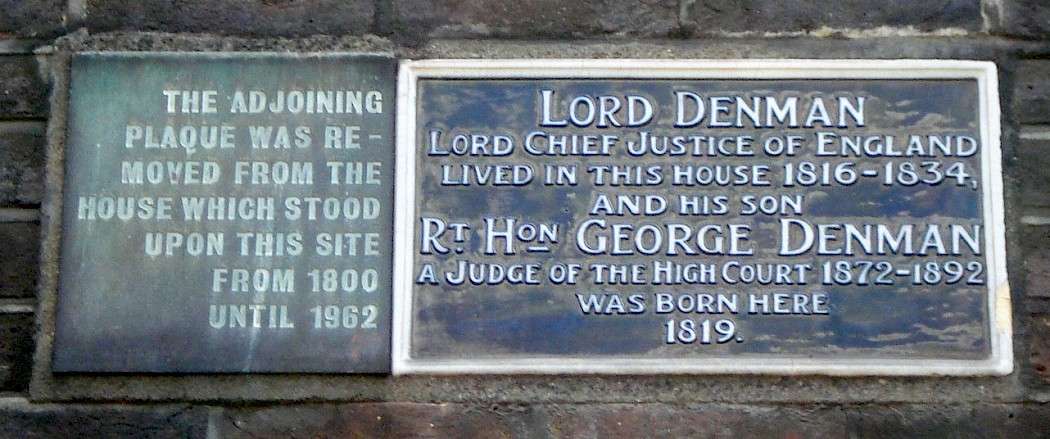 THE ADJOINING
PLAQUE WAS RE-
MOVED FROM THE
HOUSE WHICH STOOD
UPON THIS SITE
FROM 1800
UNTIL 1962
LORD DENMAN
LORD CHIEF JUSTICE OF ENGLAND
LIVED IN THIS HOUSE 1816-1834,
AND HIS SON
RT HON GEORGE DENMAN
A JUDGE OF THE HIGH COURT 1872-1892
WAS BORN HERE
1819.